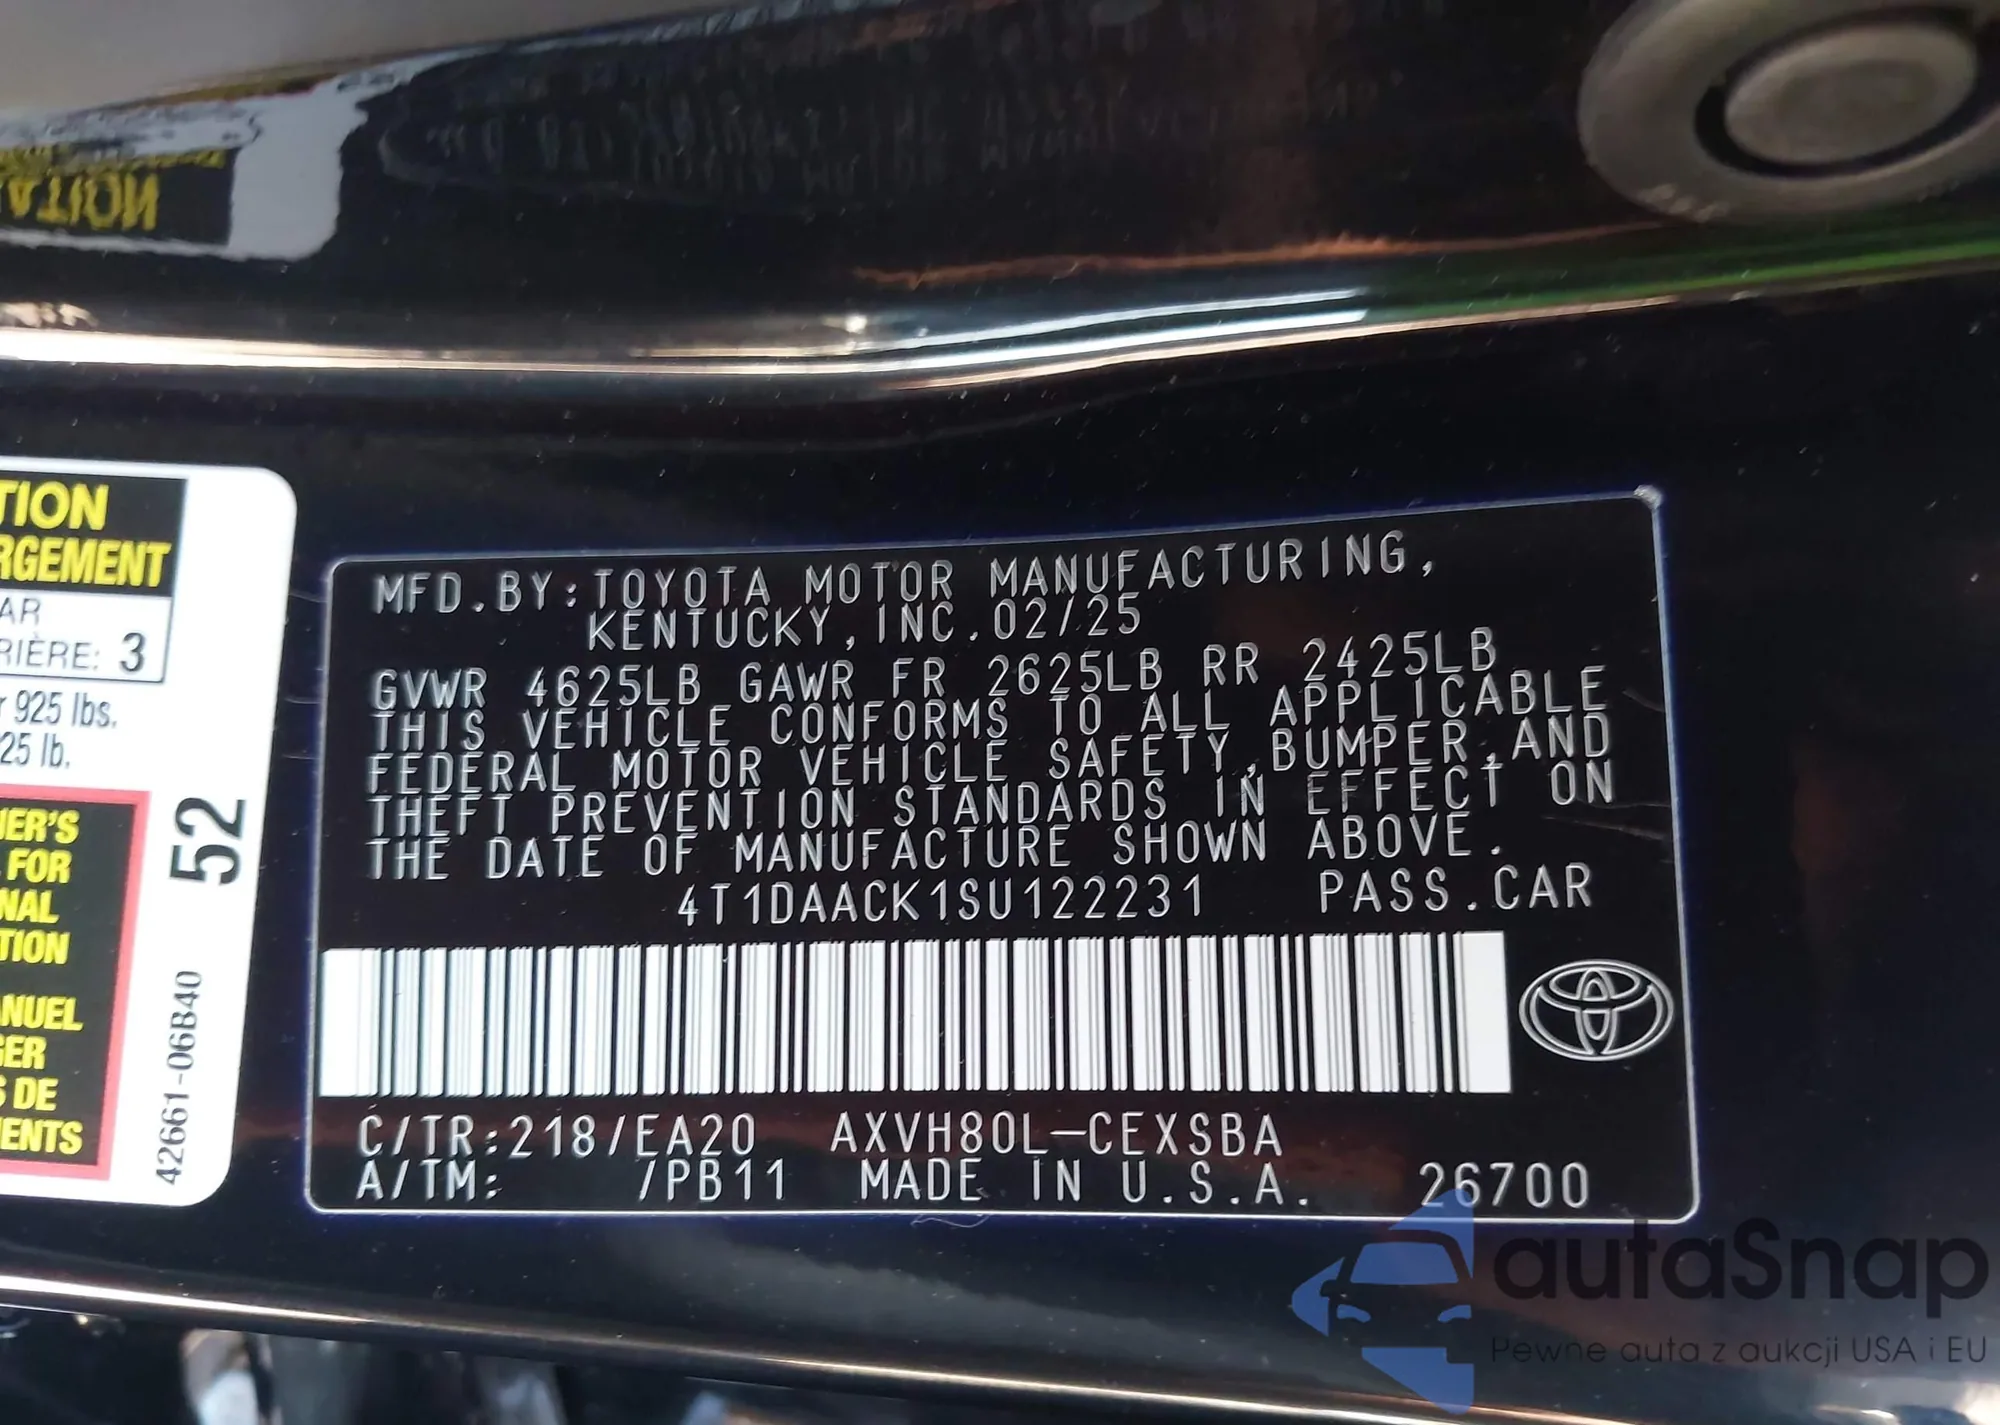 TION
RGEMENT
AR
RIÈRE: 3
r 925 lbs.
25 lb.
UER'S
FOR
NAL
TION
ANUEL
GER
S DE
MENTS
52
42661-06B40
MFD.BY:TOYOTA MOTOR MANUFACTURING,
KENTUCKY, INC. 02/25
GVWR 4625LB GAWR FR 2625LB RR 2425LB
THIS VEHICLE CONFORMS TO ALL APPLICABLE
FEDERAL MOTOR VEHICLE SAFETY,BUMPER,AND
THEFT PREVENTION STANDARDS IN EFFECT ON
THE DATE OF MANUFACTURE SHOWN ABOVE.
4T1DAACK1SU122231 PASS.CAR
C/TR:218/EA20 AXVH80L-CEXSBA
A/TM: /PB11 MADE IN U.S.A. 26700
autaSnap
Pewne auta z aukcji USA i EU